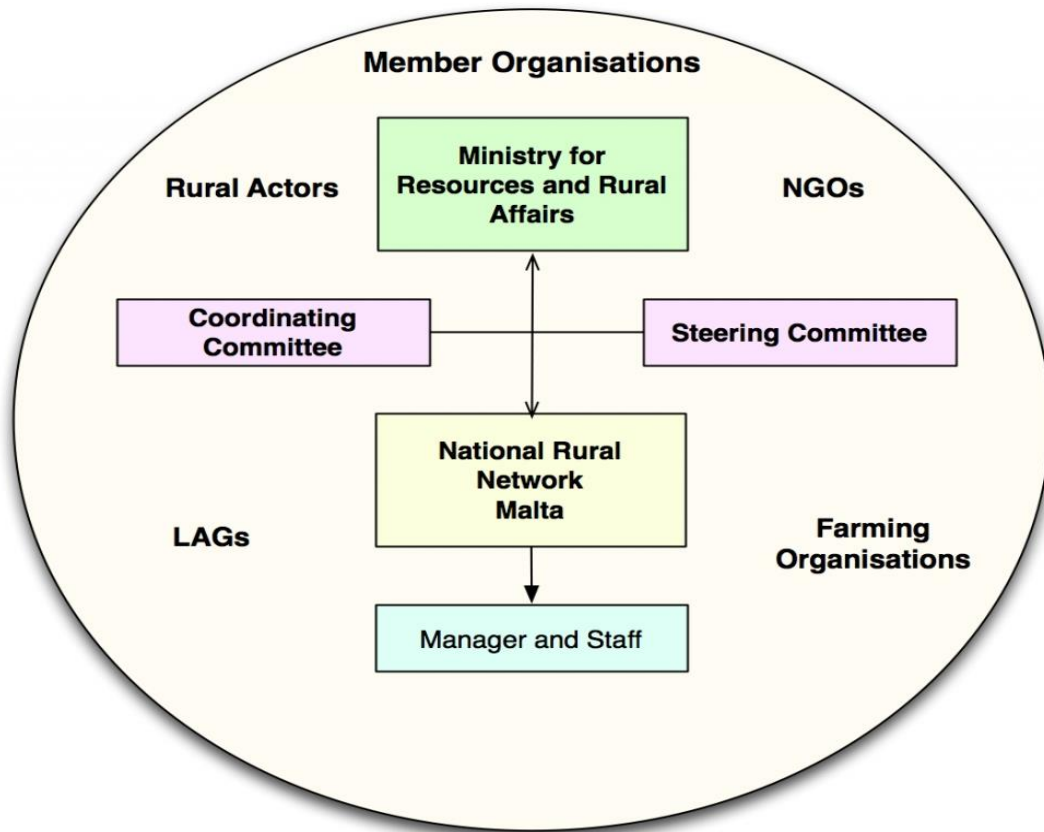 Member Organisations
Ministry for
Resources and Rural
Affairs
Rural Actors
NGOs
Coordinating
Committee
Steering Committee
National Rural
Network
Malta
LAGs
Farming
Organisations
Manager and Staff